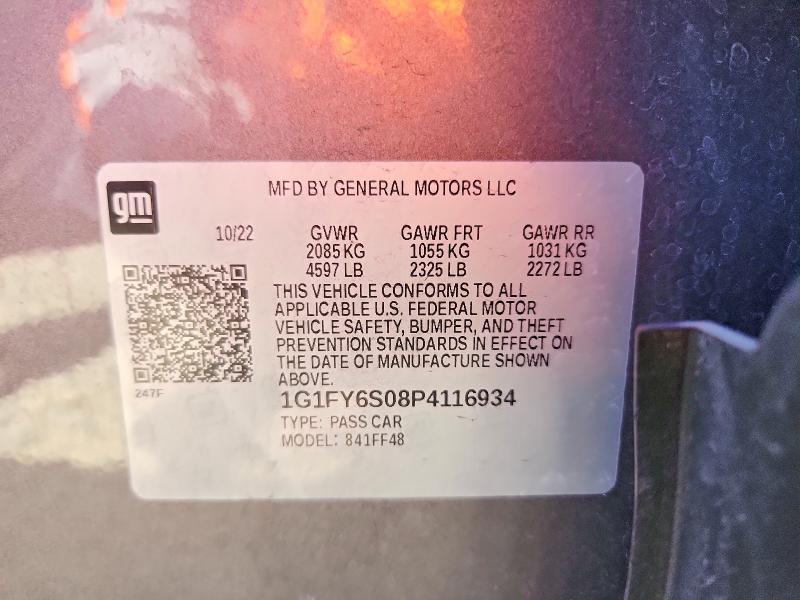 gm
MFD BY GENERAL MOTORS LLC
10/22 GVWR GAWR FRT GAWR RR
2085 KG 1055 KG 1031 KG
4597 LB 2325 LB 2272 LB
THIS VEHICLE CONFORMS TO ALL
APPLICABLE U.S. FEDERAL MOTOR
VEHICLE SAFETY, BUMPER, AND THEFT
PREVENTION STANDARDS IN EFFECT ON
THE DATE OF MANUFACTURE SHOWN
ABOVE.
247F
1G1FY6S08P4116934
TYPE: PASS CAR
MODEL: 841FF48